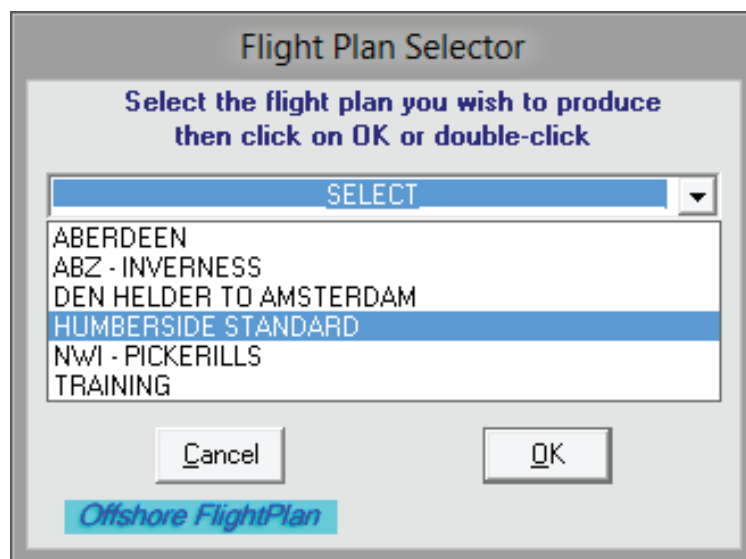 Flight Plan Selector
Select the flight plan you wish to produce
then click on OK or double-click
SELECT
ABERDEEN
ABZ - INVERNESS
DEN HELDER TO AMSTERDAM
HUMBERSIDE STANDARD
NWI - PICKERILLS
TRAINING
Cancel OK
Offshore FlightPlan